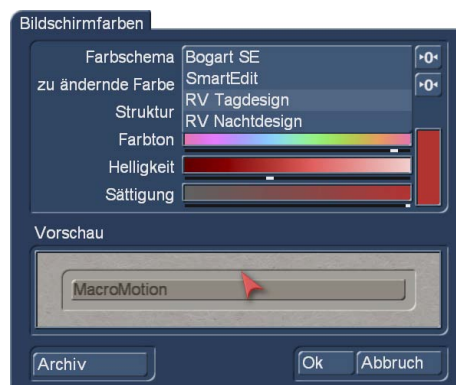 Bildschirmfarben
Farbschema Bogart SE
SmartEdit
zu ändernde Farbe
RV Tagdesign
Struktur
RV Nachtdesign
Farbton
Helligkeit
Sättigung
Vorschau
MacroMotion
Archiv Ok Abbruch